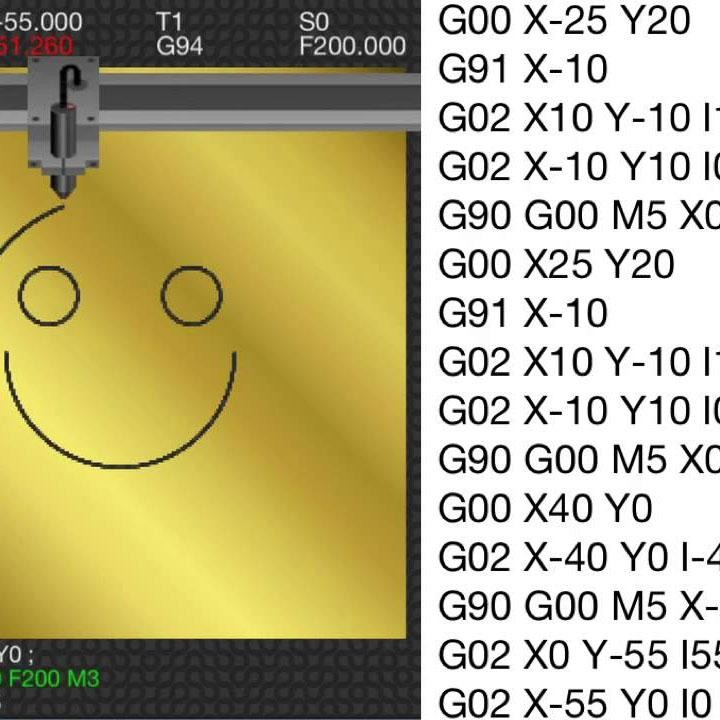 -55.000 T1 S0
51.260 G94 F200.000
G00 X-25 Y20
G91 X-10
G02 X10 Y-10
G02 X-10 Y10
G90 G00 M5
G00 X25 Y20
G91 X-10
G02 X10 Y-10
G02 X-10 Y10
G90 G00 M5
G00 X40 Y0
G02 X-40 Y0
G90 G00 M5
G02 X0 Y-55 I55
G02 X-55 Y0 I0
Y0 ;
F200 M3